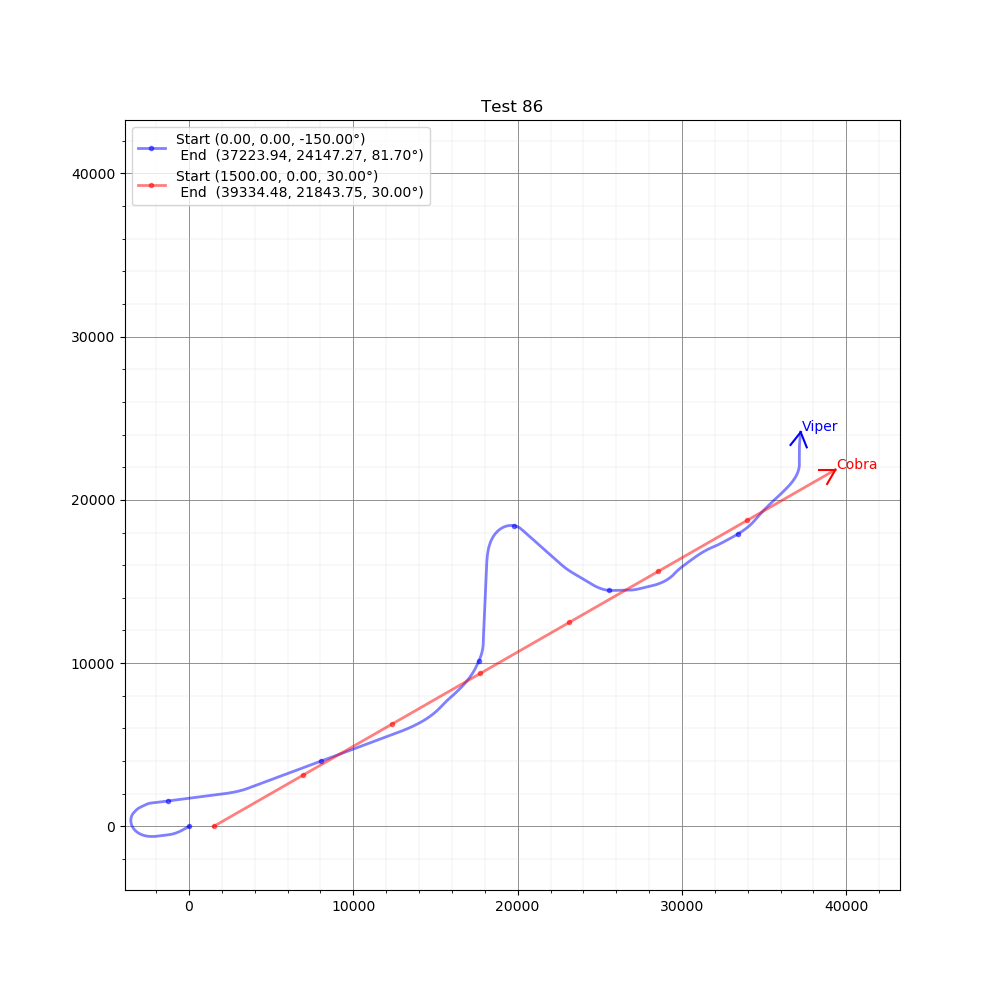 Test 86
Start (0.00, 0.00, -150.00°)
End (37223.94, 24147.27, 81.70°)
Start (1500.00, 0.00, 30.00°)
End (39334.48, 21843.75, 30.00°)
40000
30000
20000
10000
0
Viper
Cobra
0
10000
20000
30000
40000